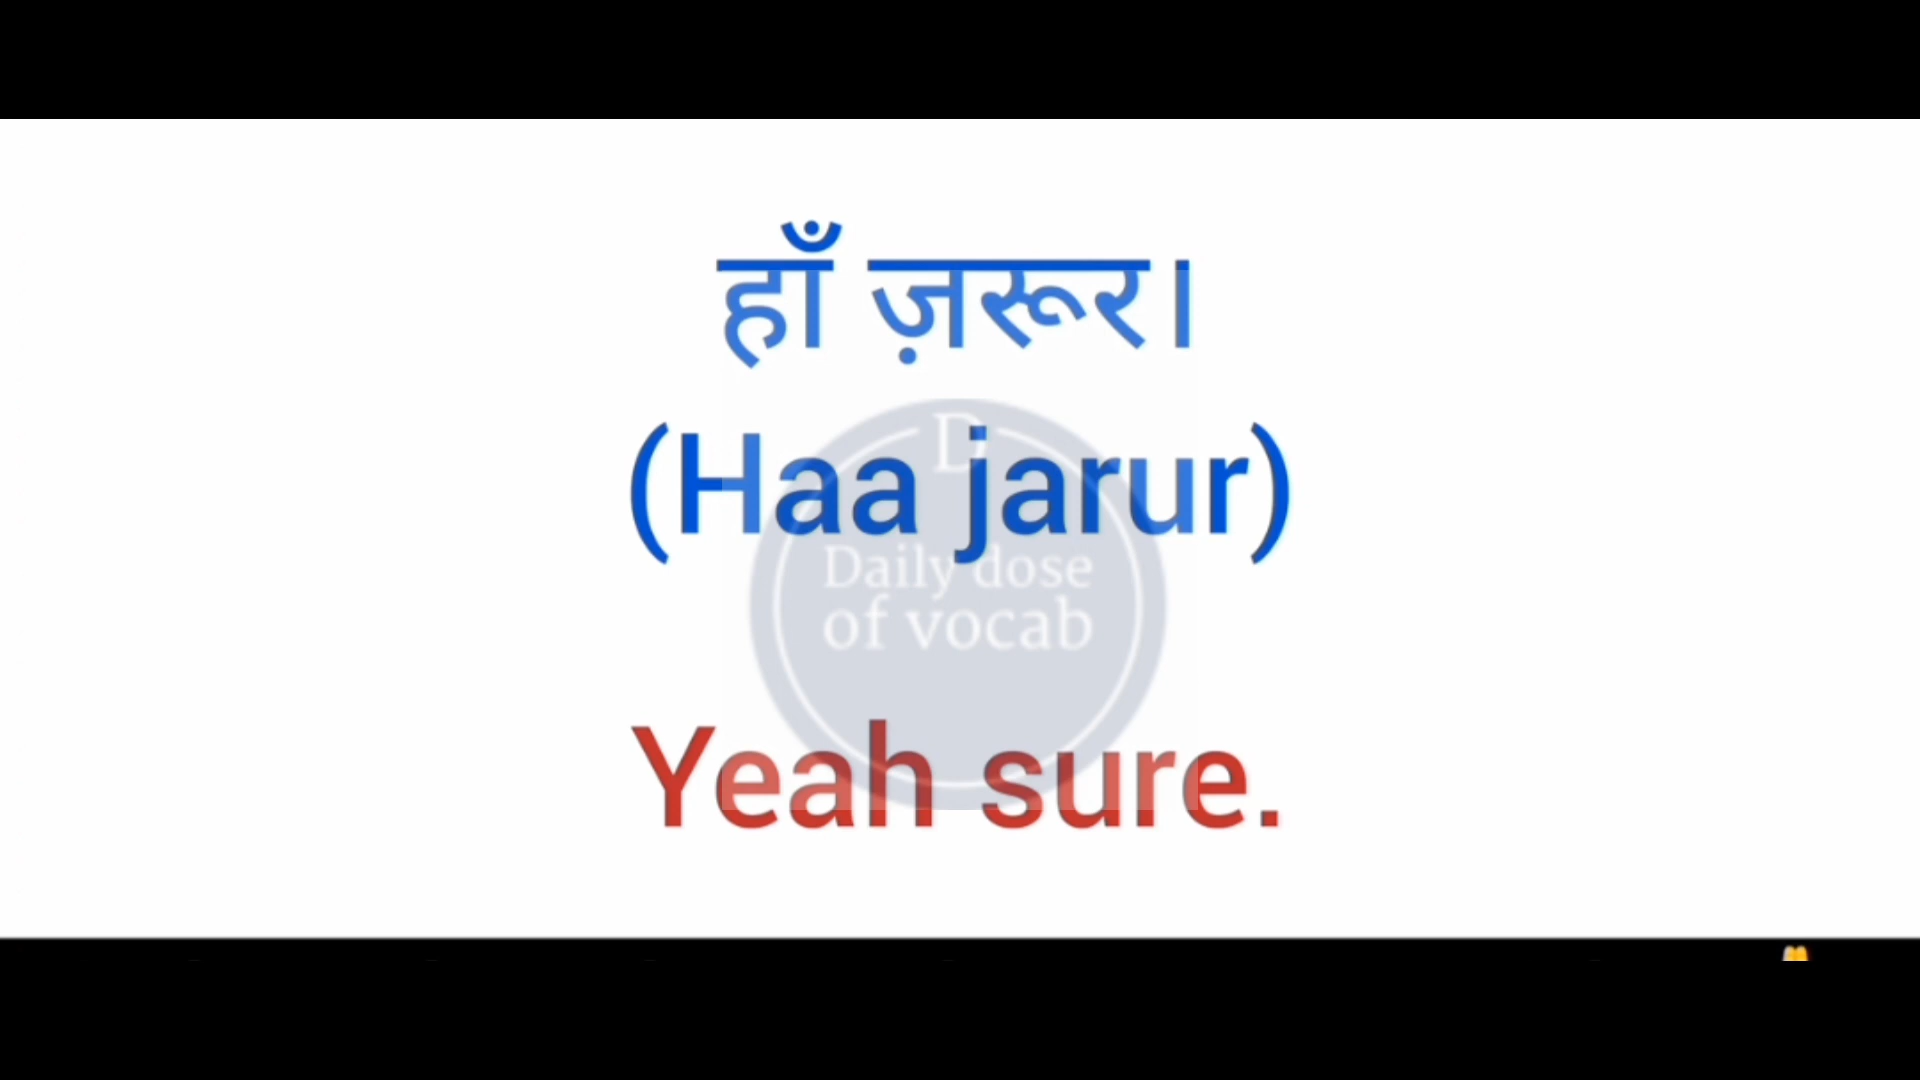 हाँ ज़रूर।
(Haa jarur)
D
Daily dose
of vocab
Yeah sure.